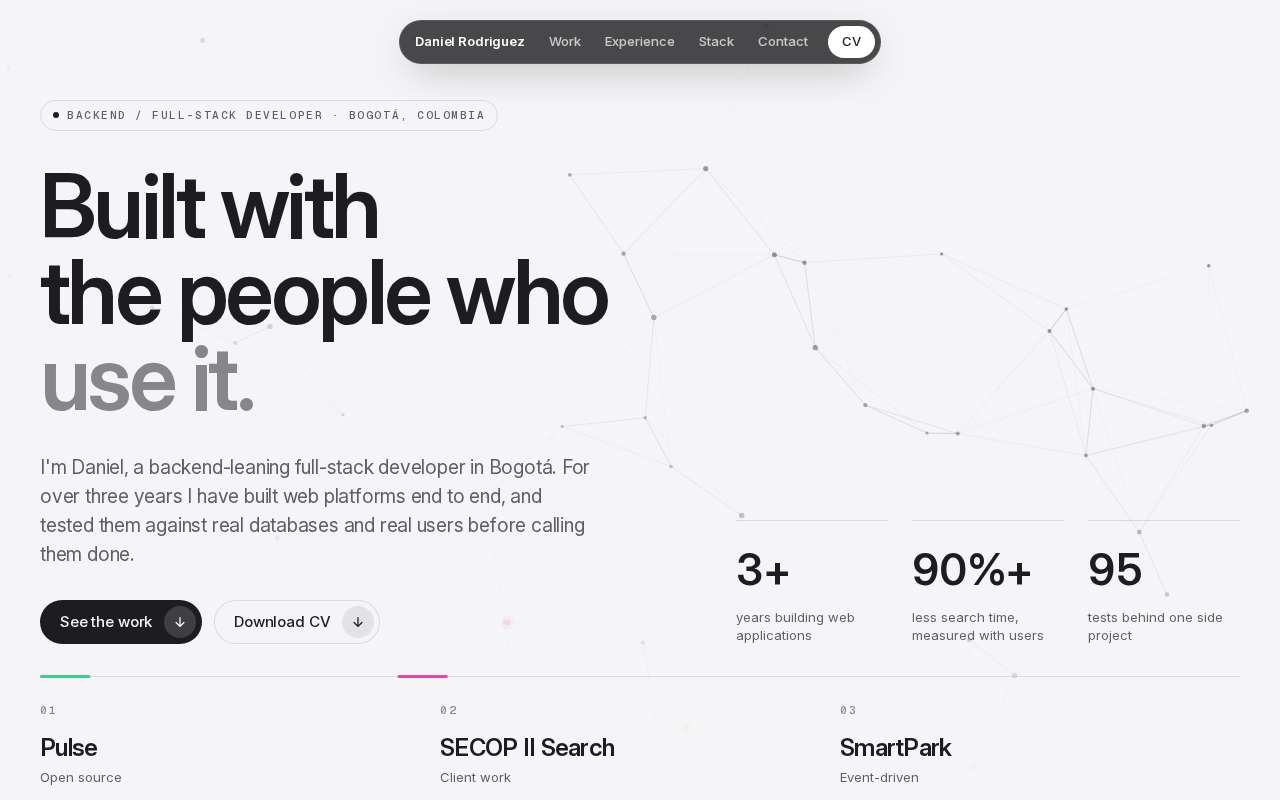 Daniel Rodriguez Work Experience Stack Contact CV
BACKEND / FULL-STACK DEVELOPER · BOGOTÁ, COLOMBIA
Built with
the people who
use it.
I'm Daniel, a backend-leaning full-stack developer in Bogotá. For
over three years I have built web platforms end to end, and
tested them against real databases and real users before calling
them done.
See the work
Download CV
3+
years building web
applications
90%+
less search time,
measured with users
95
tests behind one side
project
01
Pulse
Open source
02
SECOP II Search
Client work
03
SmartPark
Event-driven